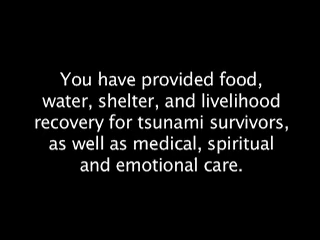 You have provided food,
water, shelter, and livelihood
recovery for tsunami survivors,
as well as medical, spiritual
and emotional care.